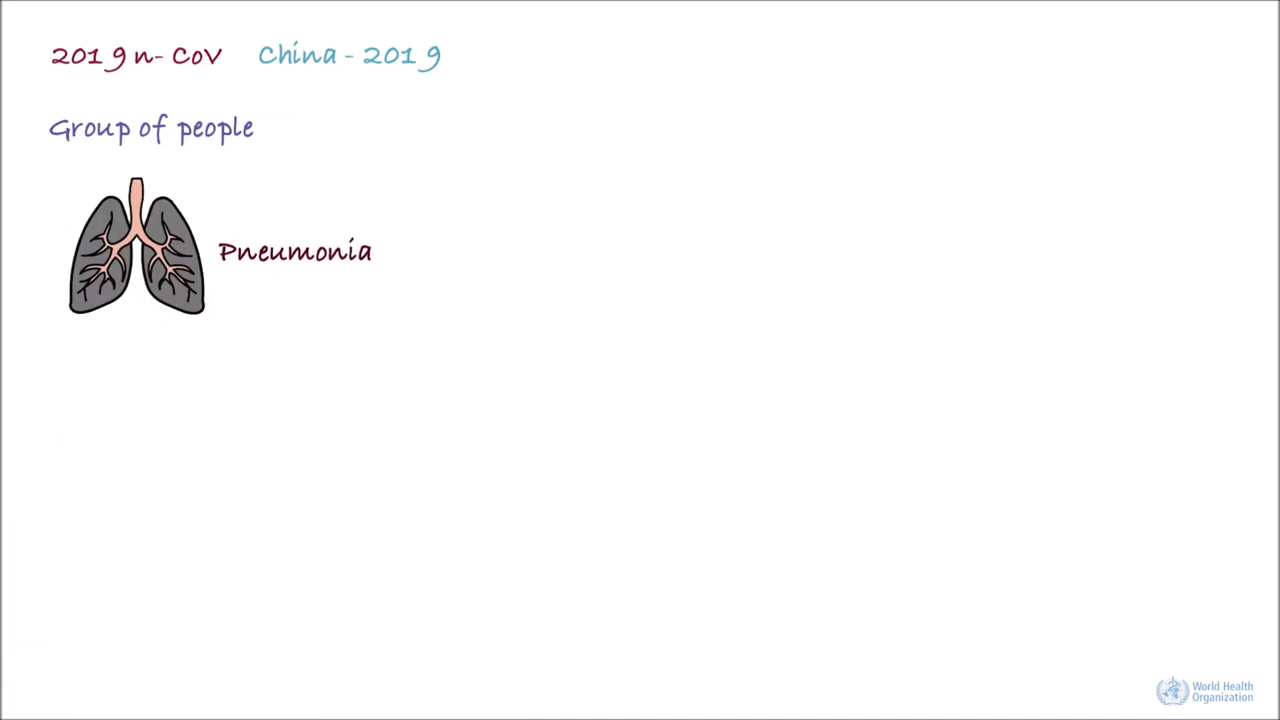 2019 n-CoV China - 2019
Group of people
Pneumonia
World Health
Organization